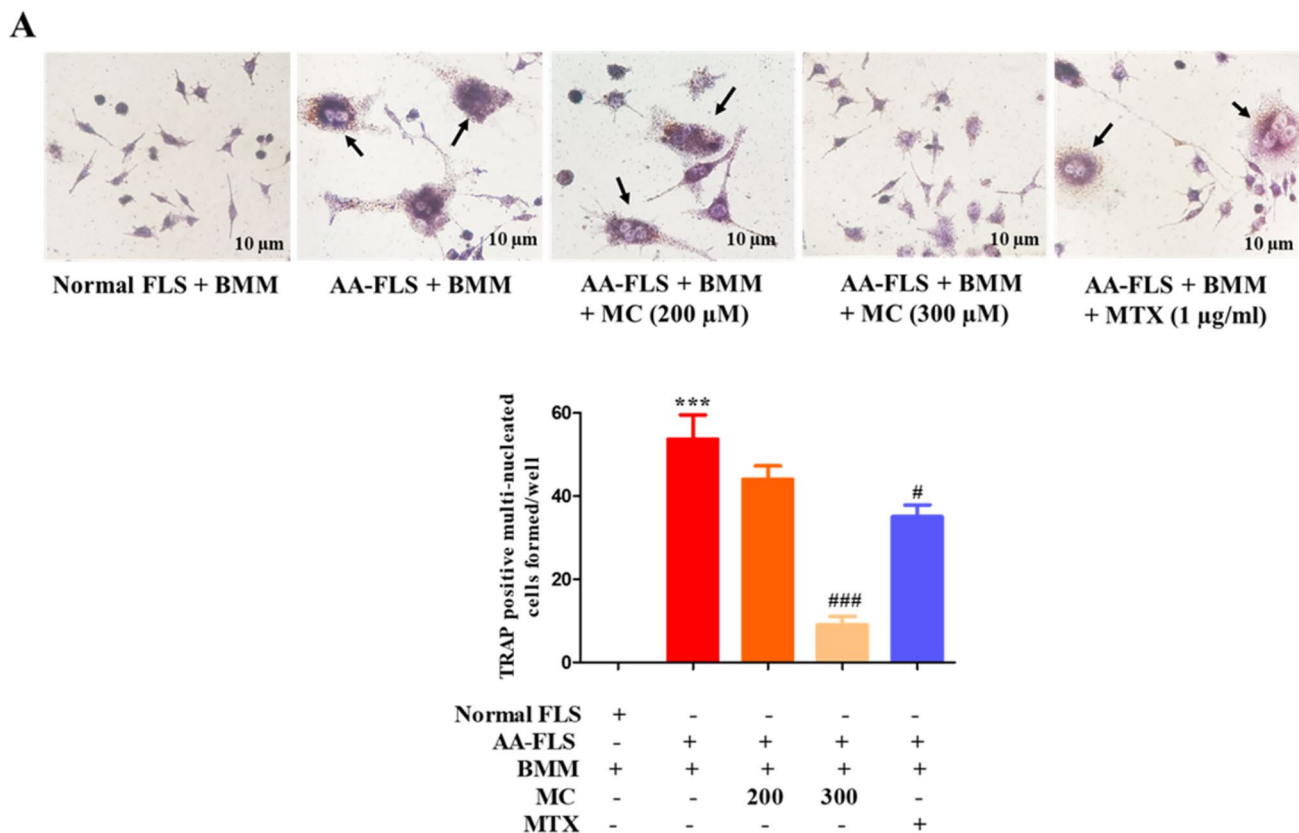 A
10 μm 10 μm 10 μm 10 μm 10 μm
Normal FLS + BMM
AA-FLS + BMM
AA-FLS + BMM
+ MC (200 μM)
AA-FLS + BMM
+ MC (300 μM)
AA-FLS + BMM
+ MTX (1 μg/ml)
TRAP positive multi-nucleated
cells formed/well
60
40
20
0
***
###
#
Normal FLS + - - - -
AA-FLS - + + + +
BMM + + + + +
MC - - 200 300 -
MTX - - - - +